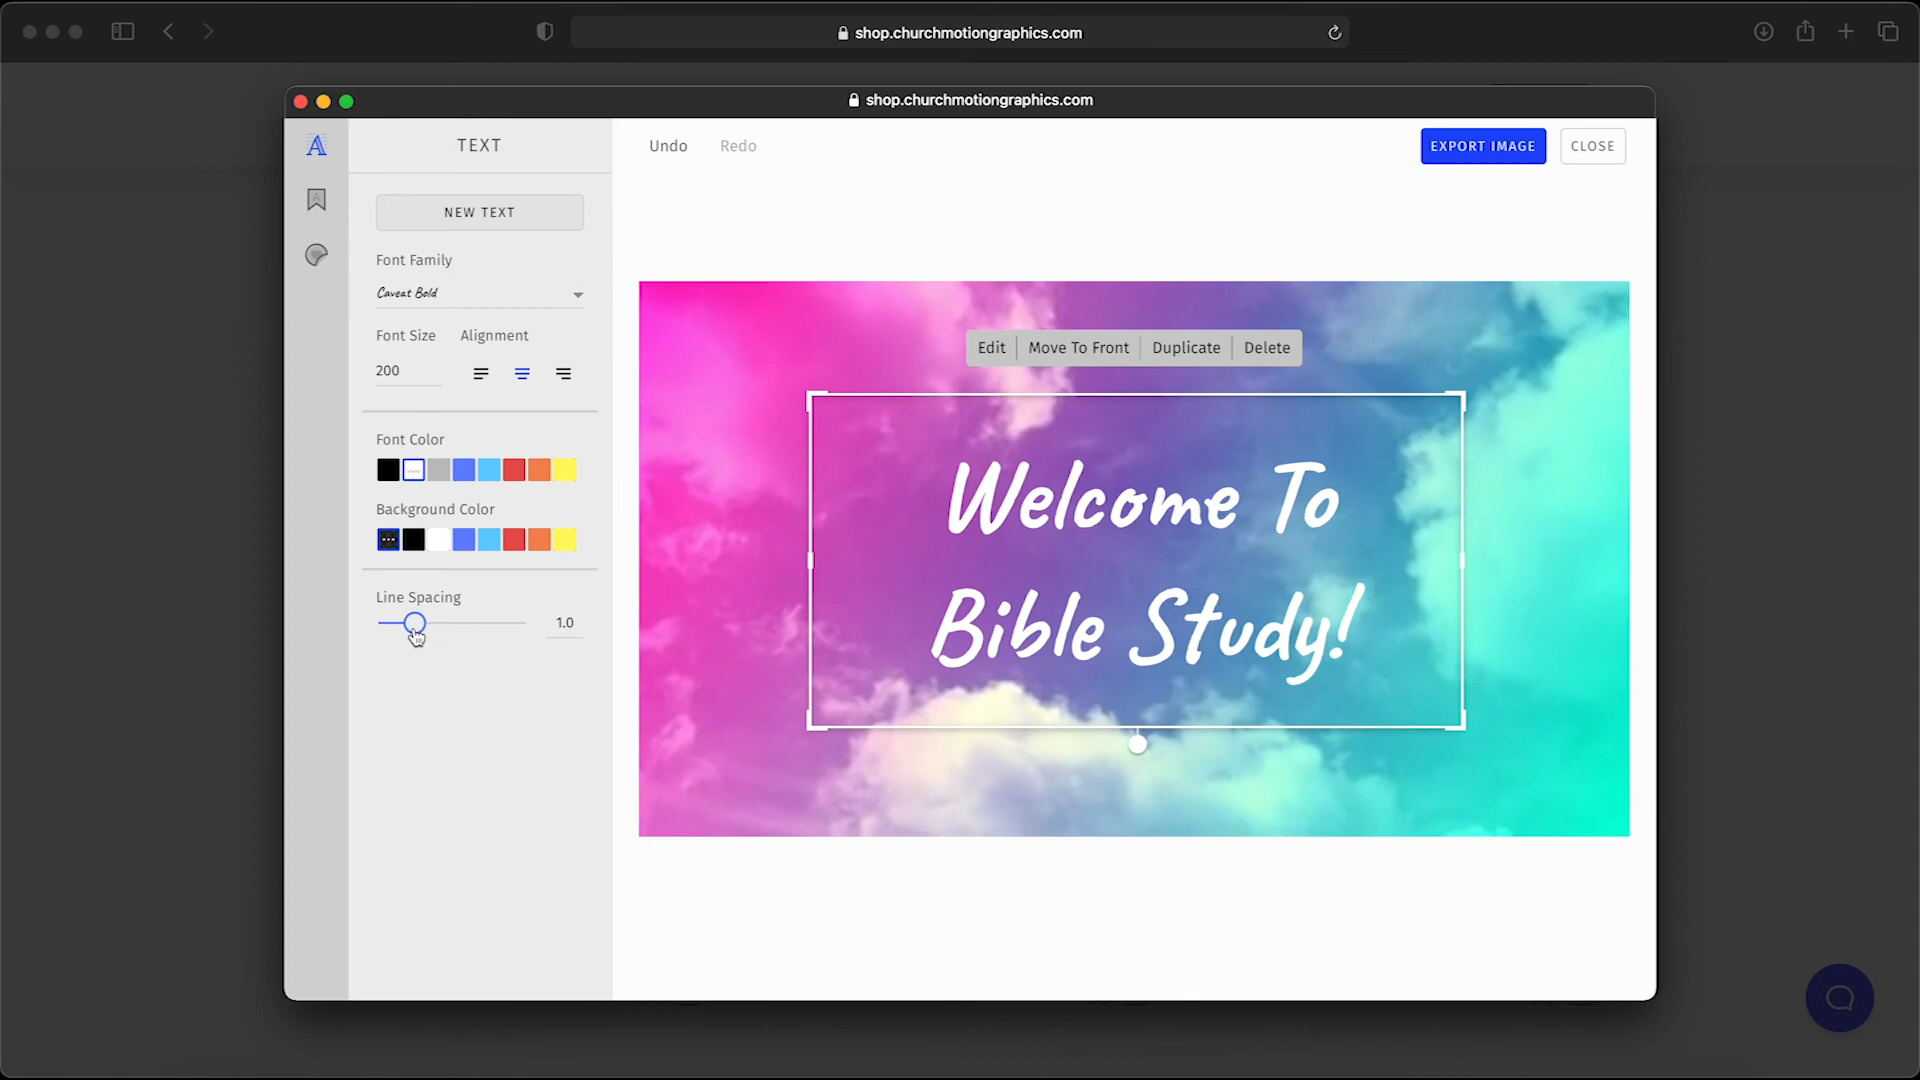 shop.churchmotiongraphics.com
shop.churchmotiongraphics.com
TEXT
Undo
Redo
EXPORT IMAGE
CLOSE
NEW TEXT
Font Family
Caveat Bold
Font Size
Alignment
200
Font Color
Background Color
Line Spacing
1.0
Edit
Move To Front
Duplicate
Delete
Welcome To
Bible Study!